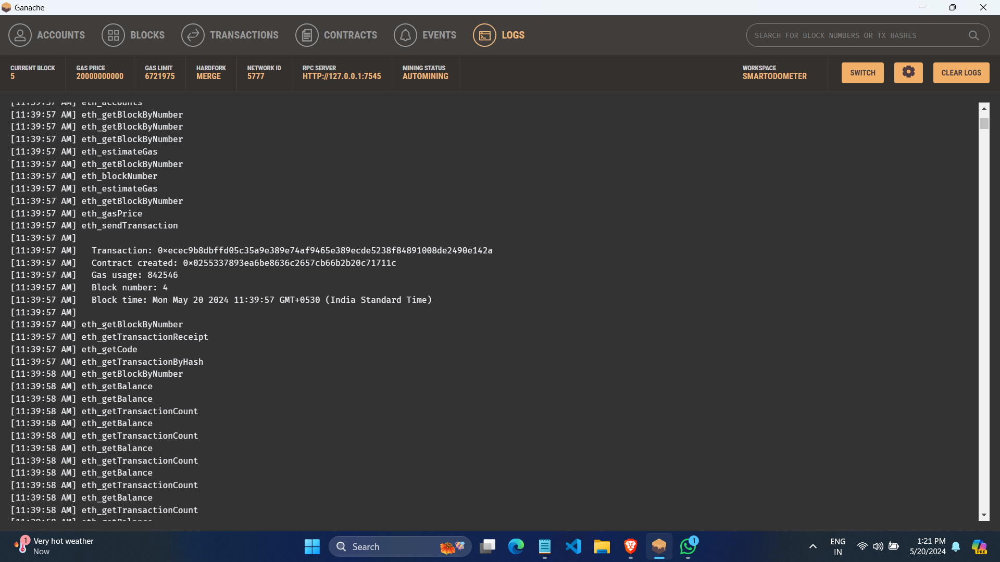 Ganache
ACCOUNTS BLOCKS TRANSACTIONS CONTRACTS EVENTS LOGS SEARCH FOR BLOCK NUMBERS OR TX HASHES
CURRENT BLOCK GAS PRICE GAS LIMIT HARDFORK NETWORK ID RPC SERVER MINING STATUS WORKSPACE
5 20000000000 6721975 MERGE 5777 HTTP://127.0.0.1:7545 AUTOMINING SMARTODOMETER
SWITCH CLEAR LOGS
[11:39:57 AM] eth_accounts
[11:39:57 AM] eth_getBlockByNumber
[11:39:57 AM] eth_getBlockByNumber
[11:39:57 AM] eth_getBlockByNumber
[11:39:57 AM] eth_estimateGas
[11:39:57 AM] eth_getBlockByNumber
[11:39:57 AM] eth_blockNumber
[11:39:57 AM] eth_estimateGas
[11:39:57 AM] eth_getBlockByNumber
[11:39:57 AM] eth_gasPrice
[11:39:57 AM] eth_sendTransaction
[11:39:57 AM]
[11:39:57 AM] Transaction: 0×ecec9b8dbffd05c35a9e389e74af9465e389ecde5238f84891008de2490e142a
[11:39:57 AM] Contract created: 0×0255337893ea6be8636c2657cb66b2b20c71711c
[11:39:57 AM] Gas usage: 842546
[11:39:57 AM] Block number: 4
[11:39:57 AM] Block time: Mon May 20 2024 11:39:57 GMT+0530 (India Standard Time)
[11:39:57 AM]
[11:39:57 AM] eth_getBlockByNumber
[11:39:57 AM] eth_getTransactionReceipt
[11:39:57 AM] eth_getCode
[11:39:57 AM] eth_getTransactionByHash
[11:39:58 AM] eth_getBlockByNumber
[11:39:58 AM] eth_getBalance
[11:39:58 AM] eth_getBalance
[11:39:58 AM] eth_getTransactionCount
[11:39:58 AM] eth_getBalance
[11:39:58 AM] eth_getTransactionCount
[11:39:58 AM] eth_getBalance
[11:39:58 AM] eth_getTransactionCount
[11:39:58 AM] eth_getBalance
[11:39:58 AM] eth_getTransactionCount
[11:39:58 AM] eth_getBalance
[11:39:58 AM] eth_getTransactionCount
[11:39:58 AM] eth_getBalance
1 Very hot weather
Now
Search
1
ENG
IN
1:21 PM
5/20/2024
PRE